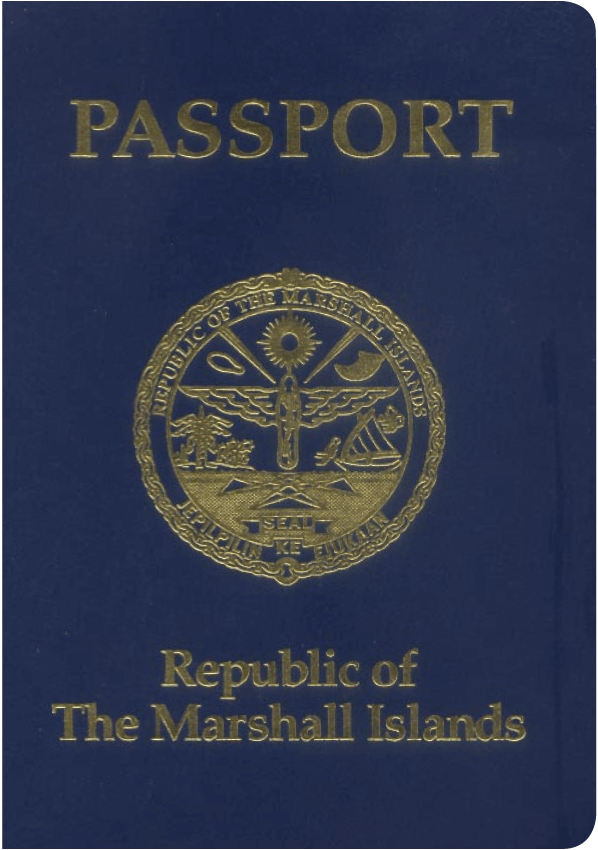 PASSPORT
REPUBLIC OF THE MARSHALL ISLANDS
SEAL
JEPILPILIN KE EJUKAAN
Republic of
The Marshall Islands